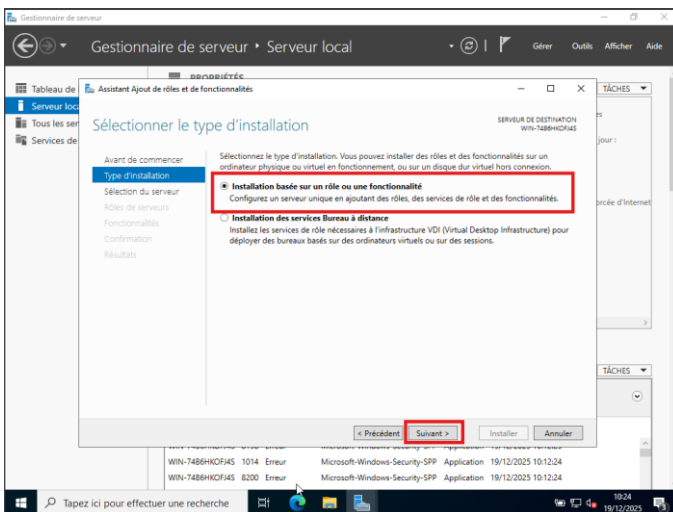 Gestionnaire de serveur
Gestionnaire de serveur • Serveur local
Gérer Outils Afficher Aide
PROPRIÉTÉS
TÂCHES
Tableau de
Serveur loca
Tous les ser
Services de
Assistant Ajout de rôles et de fonctionnalités
Sélectionner le type d'installation
SERVEUR DE DESTINATION
WIN-74B6HKOFJ4S
Avant de commencer
Type d'installation
Sélection du serveur
Rôles de serveurs
Fonctionnalités
Confirmation
Résultats
Sélectionnez le type d'installation. Vous pouvez installer des rôles et des fonctionnalités sur un
ordinateur physique ou virtuel en fonctionnement, ou sur un disque dur virtuel hors connexion.
Installation basée sur un rôle ou une fonctionnalité
Configurez un serveur unique en ajoutant des rôles, des services de rôle et des fonctionnalités.
Installation des services Bureau à distance
Installez les services de rôle nécessaires à l'infrastructure VDI (Virtual Desktop Infrastructure) pour
déployer des bureaux basés sur des ordinateurs virtuels ou sur des sessions.
jour :
orcée d'Internet
TÂCHES
< Précédent Suivant > Installer Annuler
WIN-74B6HKOFJ4S 1014 Erreur Microsoft-Windows-Security-SPP Application 19/12/2025 10:12:24
WIN-74B6HKOFJ4S 8200 Erreur Microsoft-Windows-Security-SPP Application 19/12/2025 10:12:24
Tapez ici pour effectuer une recherche
10:24
19/12/2025